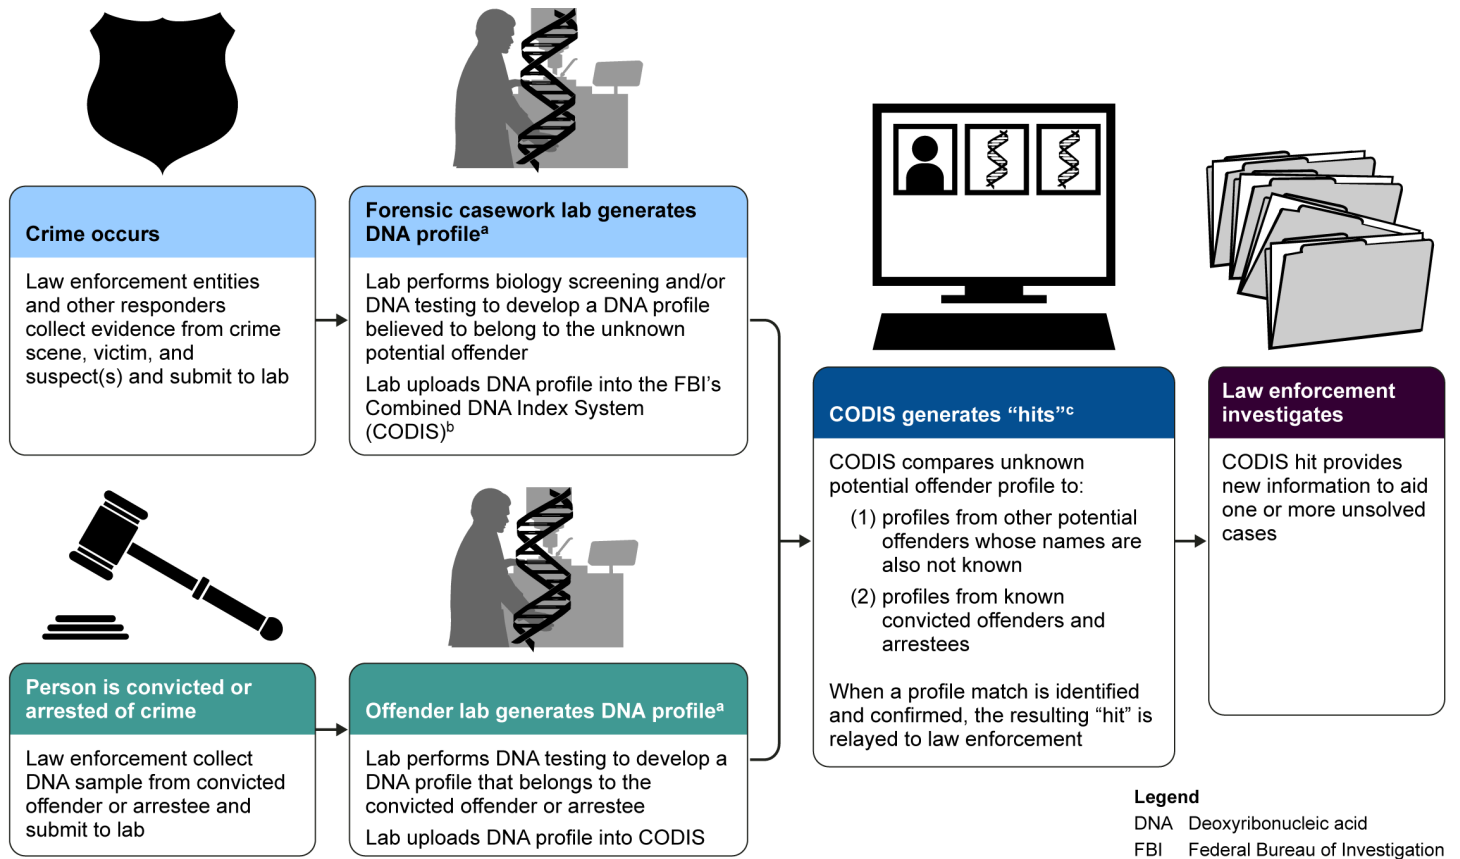 Crime occurs
Law enforcement entities
and other responders
collect evidence from crime
scene, victim, and
suspect(s) and submit to lab
Forensic casework lab generates
DNA profileᵃ
Lab performs biology screening and/or
DNA testing to develop a DNA profile
believed to belong to the unknown
potential offender
Lab uploads DNA profile into the FBI’s
Combined DNA Index System
(CODIS)ᵇ
Person is convicted or
arrested of crime
Law enforcement collect
DNA sample from convicted
offender or arrestee and
submit to lab
Offender lab generates DNA profileᵃ
Lab performs DNA testing to develop a
DNA profile that belongs to the
convicted offender or arrestee
Lab uploads DNA profile into CODIS
CODIS generates “hits”ᶜ
CODIS compares unknown
potential offender profile to:
(1) profiles from other potential
offenders whose names are
also not known
(2) profiles from known
convicted offenders and
arrestees
When a profile match is identified
and confirmed, the resulting “hit” is
relayed to law enforcement
Law enforcement
investigates
CODIS hit provides
new information to aid
one or more unsolved
cases
Legend
DNA Deoxyribonucleic acid
FBI Federal Bureau of Investigation